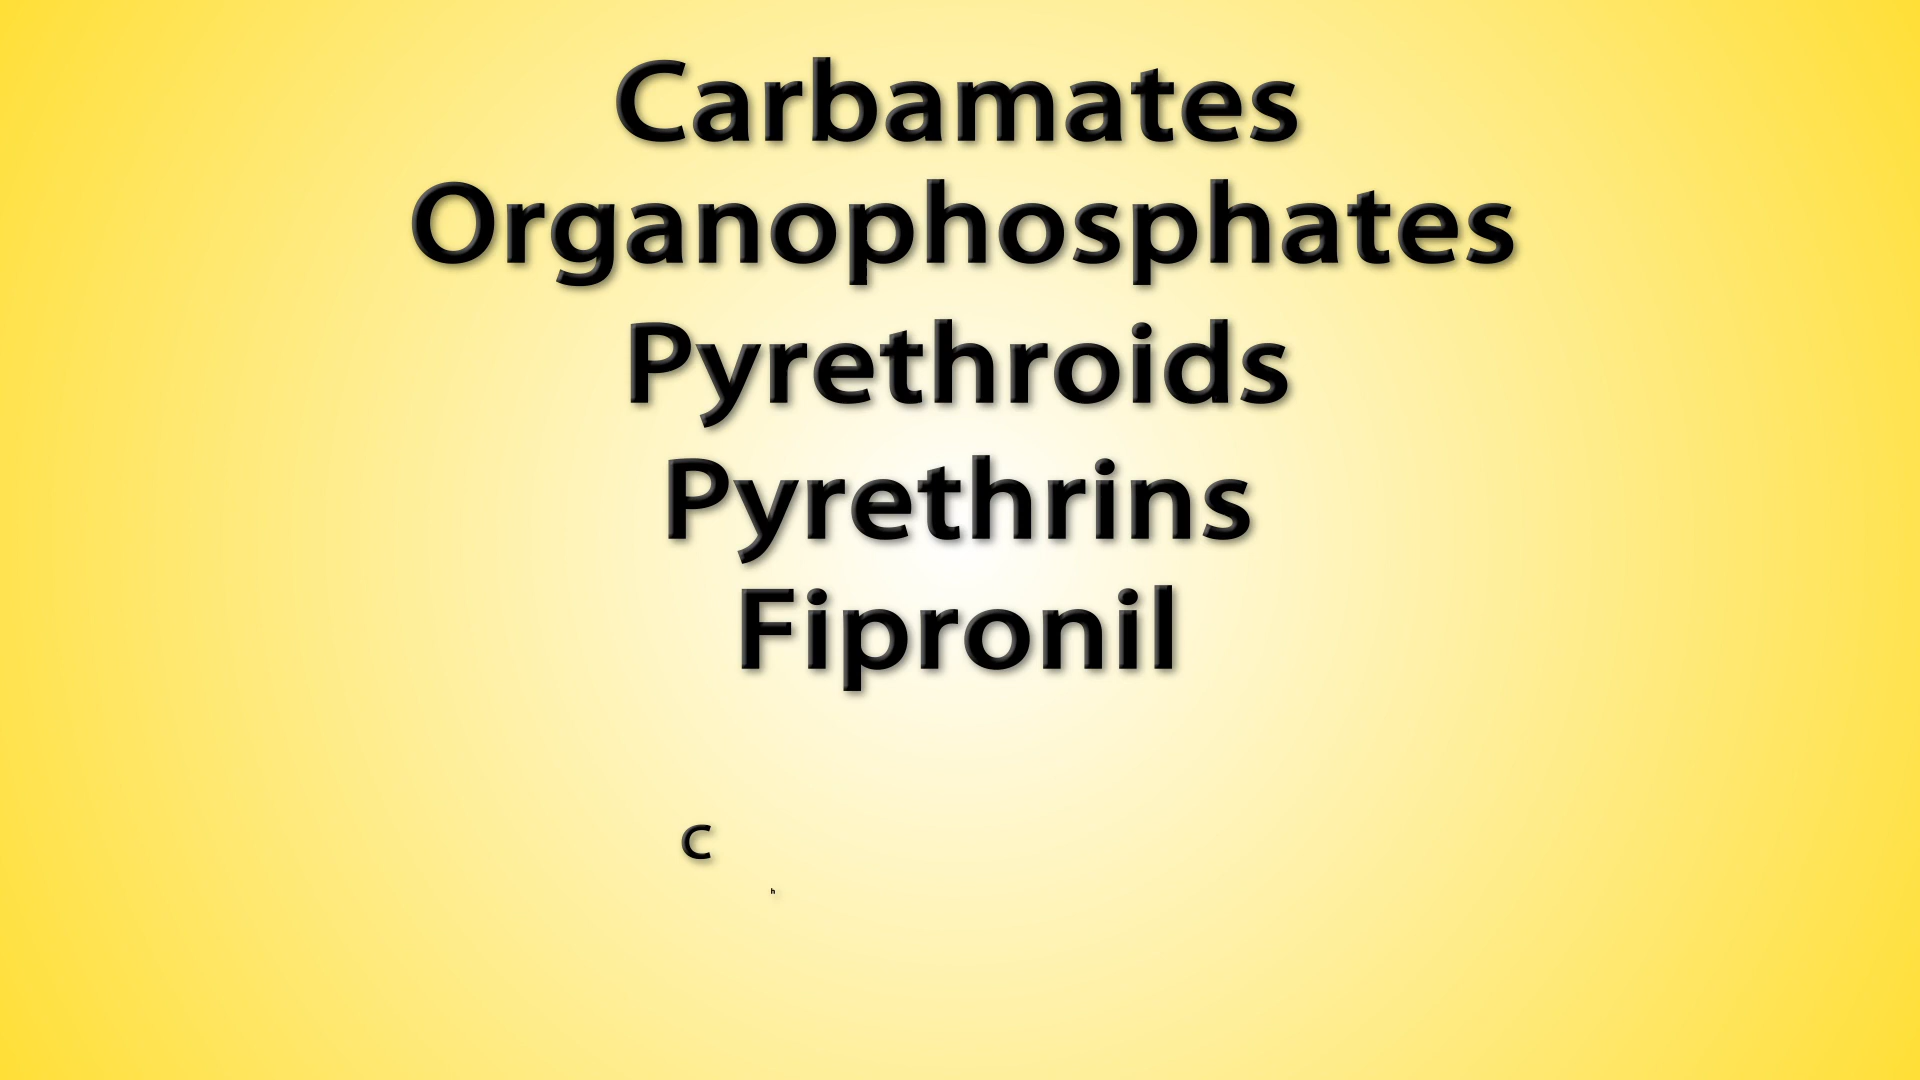 Carbamates
Organophosphates
Pyrethroids
Pyrethrins
Fipronil
C
h